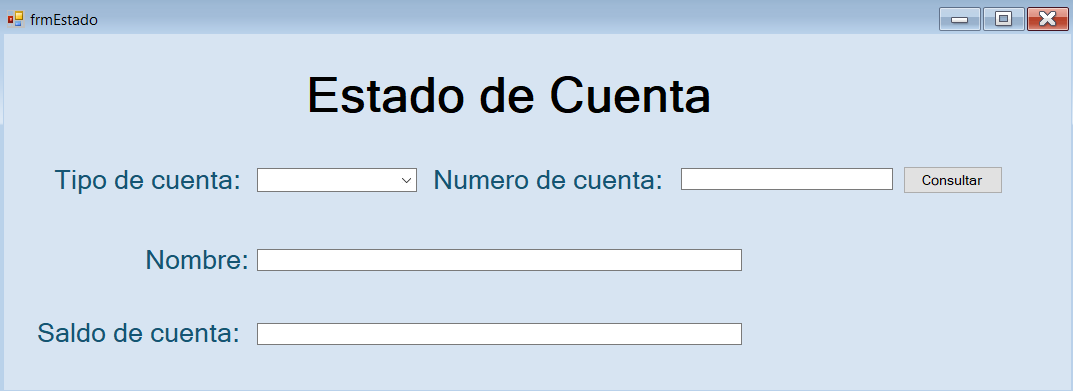 frmEstado
Estado de Cuenta
Tipo de cuenta: Numero de cuenta: Consultar
Nombre:
Saldo de cuenta: